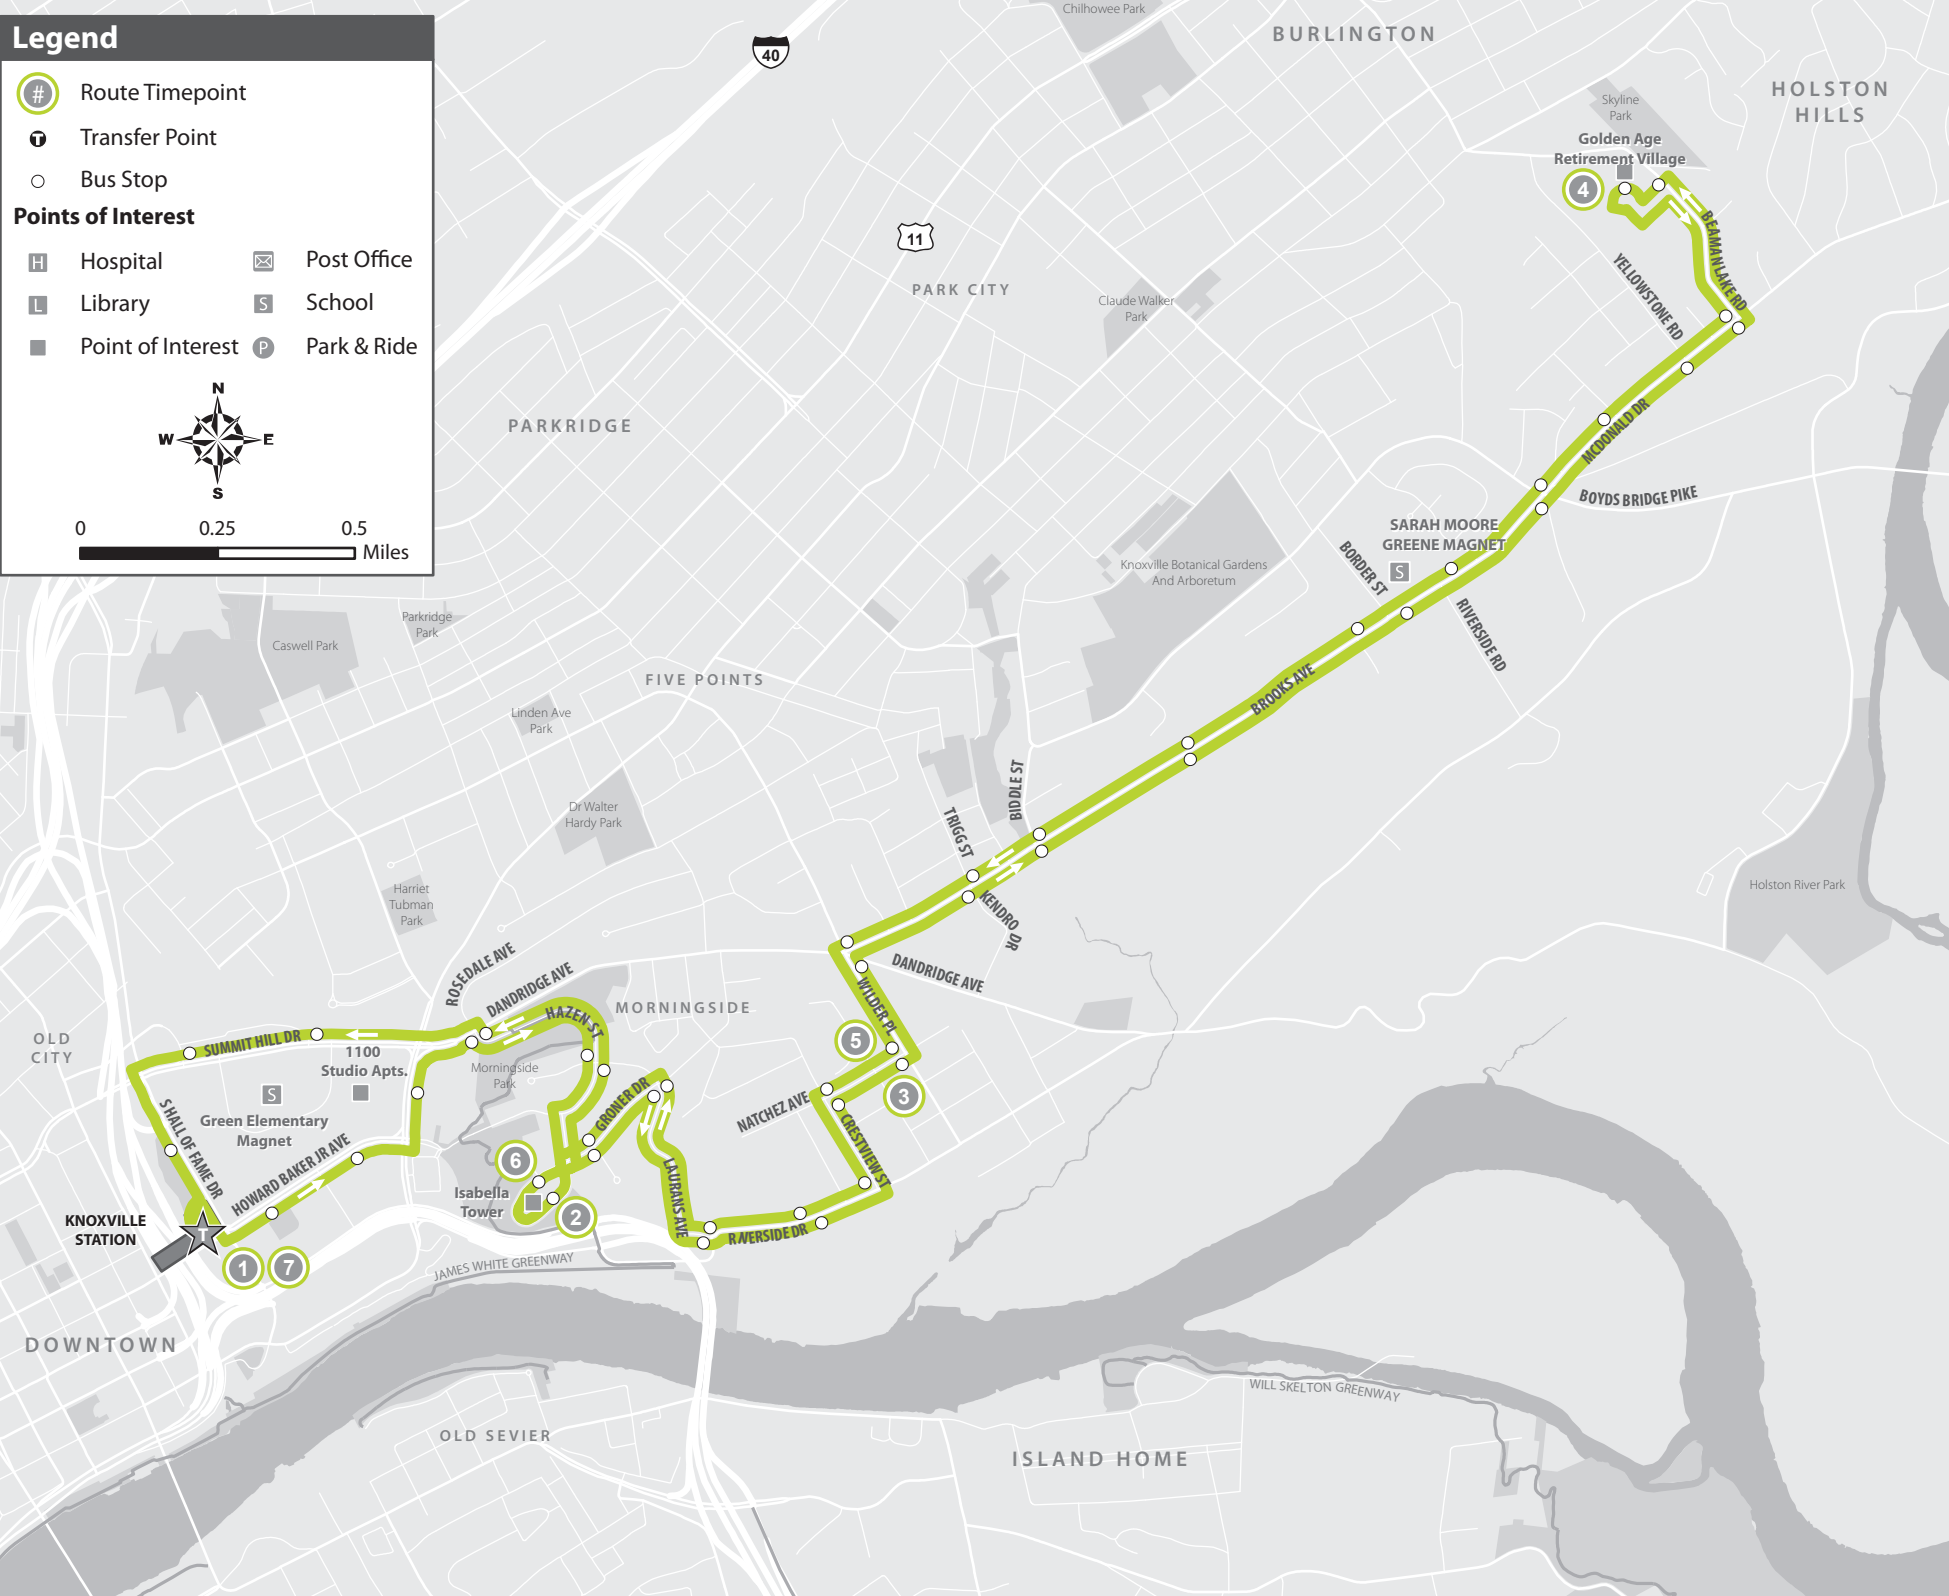 Legend
#
Route Timepoint
T
Transfer Point
Bus Stop
Points of Interest
H
Hospital
Post Office
L
Library
S
School
Point of Interest
P
Park & Ride
N
W
E
S
0
0.25
0.5
Miles
Chilhowee Park
BURLINGTON
40
HOLSTON
HILLS
Skyline
Park
Golden Age
Retirement Village
4
BEAMAN LAKE RD
11
YELLOWSTONE RD
PARK CITY
Claude Walker
Park
PARKRIDGE
MCDONALD DR
BOYDS BRIDGE PIKE
SARAH MOORE
GREENE MAGNET
S
BORDER ST
Knoxville Botanical Gardens
And Arboretum
RIVERSIDE RD
Parkridge
Park
Caswell Park
FIVE POINTS
BROOKS AVE
Linden Ave
Park
Dr Walter
Hardy Park
BIDDLE ST
TRIGG ST
Harriet
Tubman
Park
Holston River Park
KENDRO
DR
ROSEDALE AVE
DANDRIDGE AVE
DANDRIDGE AVE
WILDER PL
HAZEN ST
MORNINGSIDE
OLD
CITY
SUMMIT HILL DR
1100
Studio Apts.
5
Morningside
Park
S
Green Elementary
Magnet
GRONER DR
NATCHEZ AVE
3
S HALL OF FAME DR
HOWARD BAKER JR AVE
CRESTVIEW ST
6
LAURANS AVE
Isabella
Tower
2
RIVERSIDE DR
KNOXVILLE
STATION
T
1
7
JAMES WHITE GREENWAY
DOWNTOWN
WILL SKELTON GREENWAY
OLD SEVIER
ISLAND HOME